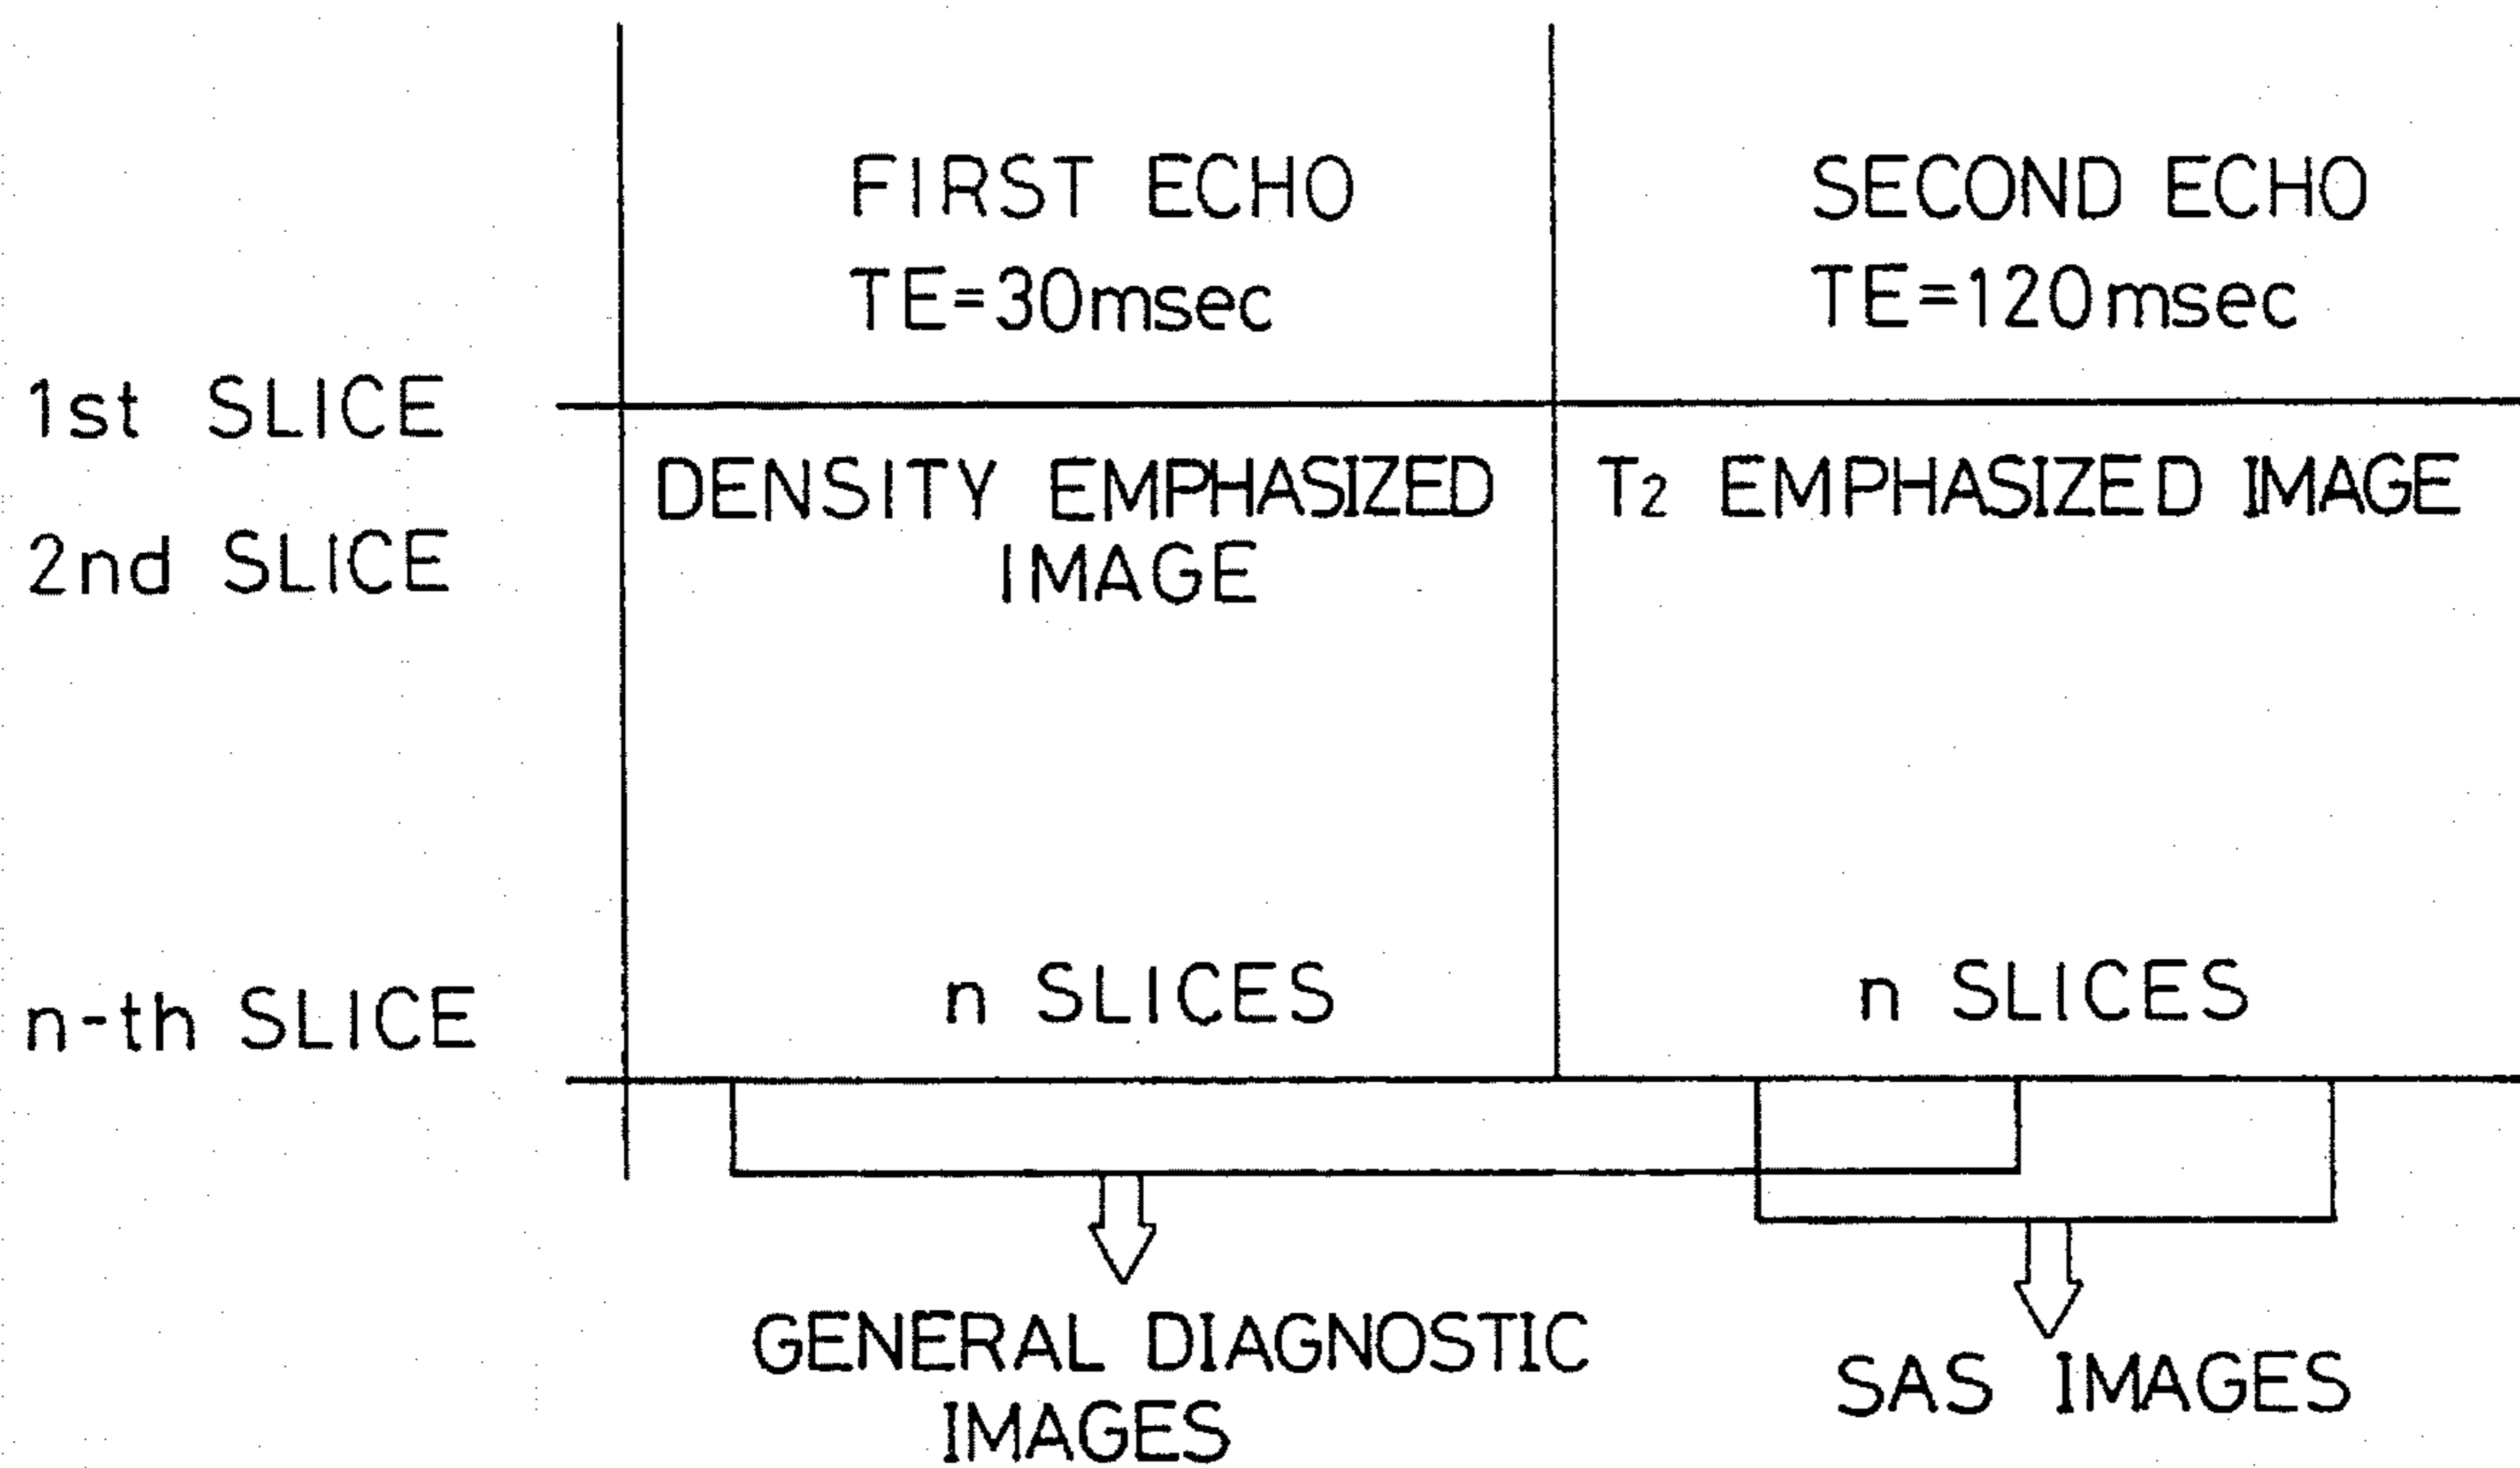 FIRST ECHO
TE=30msec
SECOND ECHO
TE=120msec
1st SLICE
2nd SLICE
DENSITY EMPHASIZED
IMAGE
T₂ EMPHASIZED IMAGE
n-th SLICE
n SLICES
n SLICES
GENERAL DIAGNOSTIC
IMAGES
SAS IMAGES